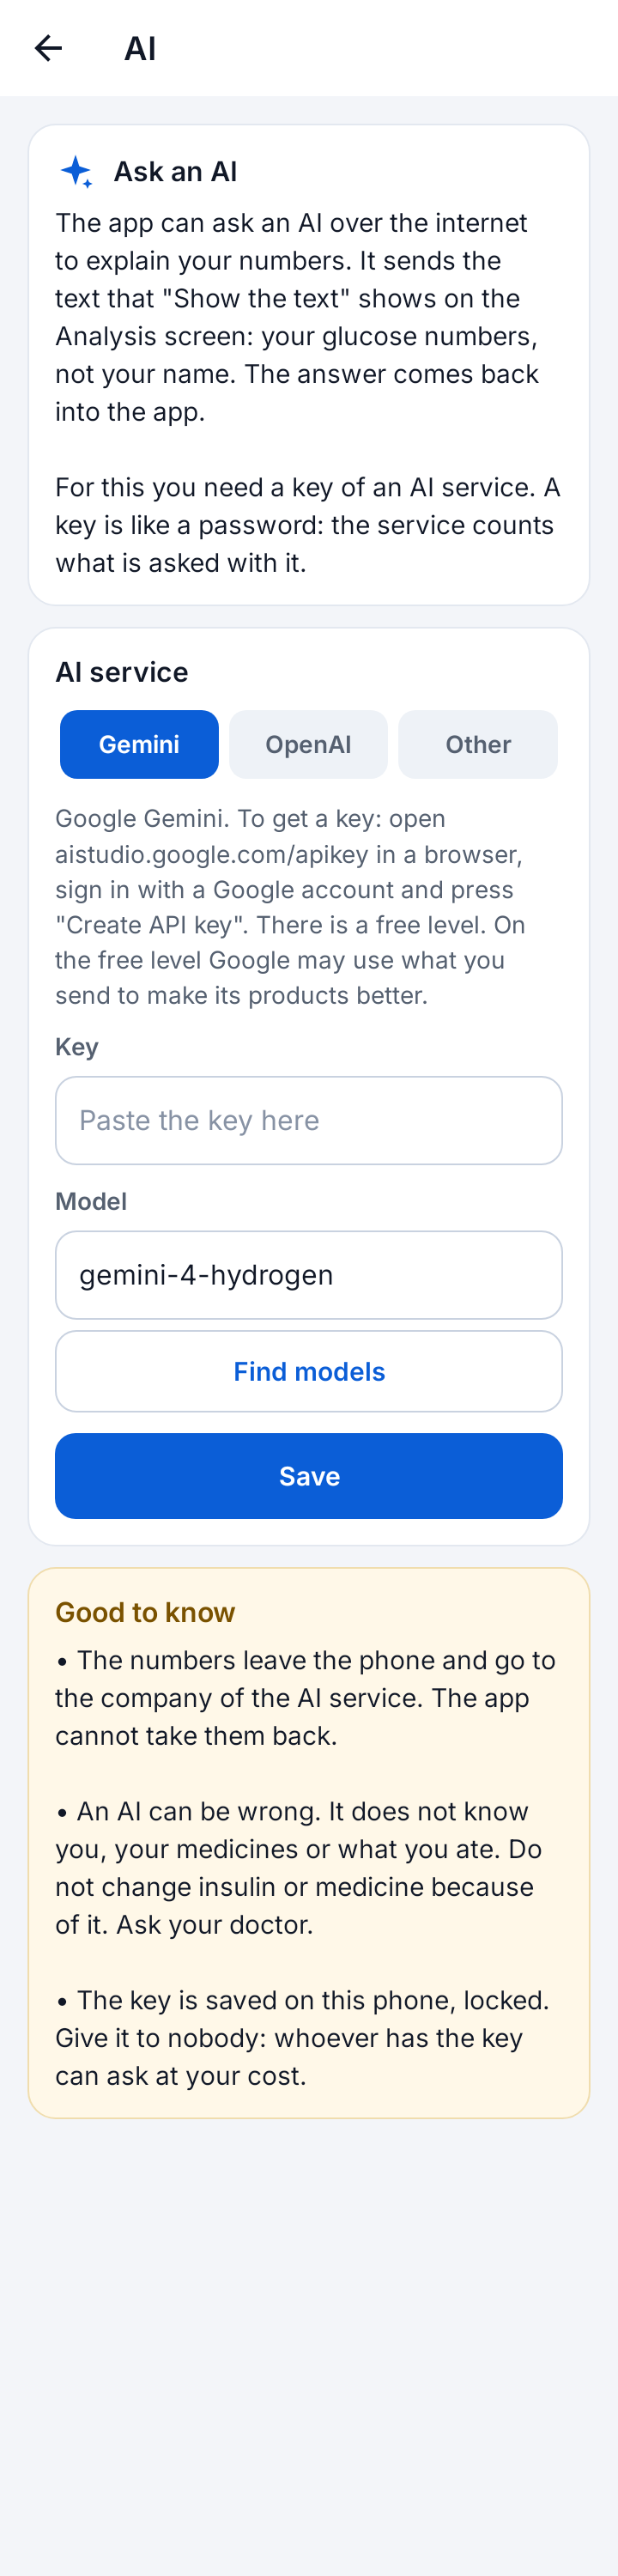 AI
Ask an AI
The app can ask an AI over the internet
to explain your numbers. It sends the
text that "Show the text" shows on the
Analysis screen: your glucose numbers,
not your name. The answer comes back
into the app.
For this you need a key of an AI service. A
key is like a password: the service counts
what is asked with it.
AI service
Gemini OpenAI Other
Google Gemini. To get a key: open
aistudio.google.com/apikey in a browser,
sign in with a Google account and press
"Create API key". There is a free level. On
the free level Google may use what you
send to make its products better.
Key
Paste the key here
Model
gemini-4-hydrogen
Find models
Save
Good to know
• The numbers leave the phone and go to
the company of the AI service. The app
cannot take them back.
• An AI can be wrong. It does not know
you, your medicines or what you ate. Do
not change insulin or medicine because
of it. Ask your doctor.
• The key is saved on this phone, locked.
Give it to nobody: whoever has the key
can ask at your cost.